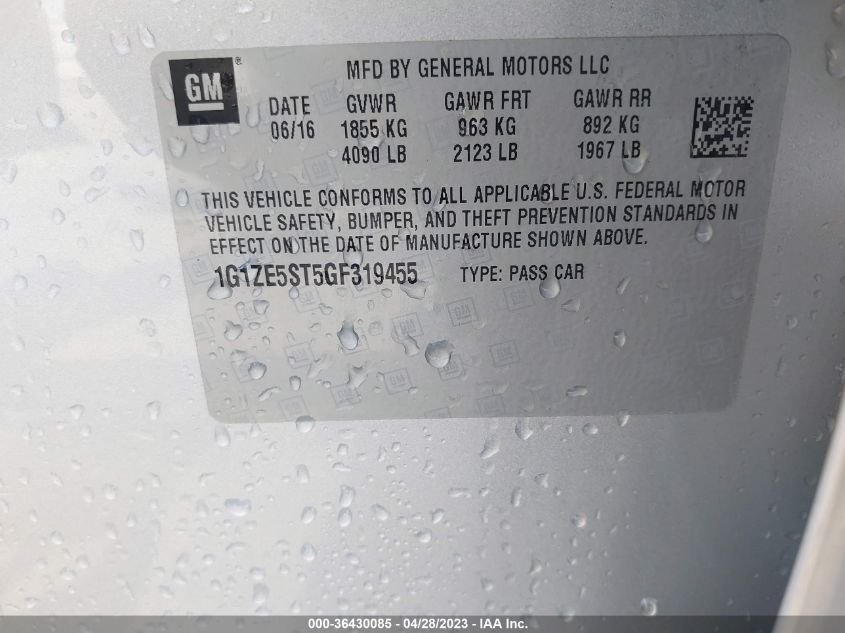 GM ®
MFD BY GENERAL MOTORS LLC
DATE GVWR GAWR FRT GAWR RR
06/16 1855 KG 963 KG 892 KG
4090 LB 2123 LB 1967 LB
THIS VEHICLE CONFORMS TO ALL APPLICABLE U.S. FEDERAL MOTOR
VEHICLE SAFETY, BUMPER, AND THEFT PREVENTION STANDARDS IN
EFFECT ON THE DATE OF MANUFACTURE SHOWN ABOVE.
1G1ZE5ST5GF319455 TYPE: PASS CAR
000-36430085 - 04/28/2023 - IAA Inc.